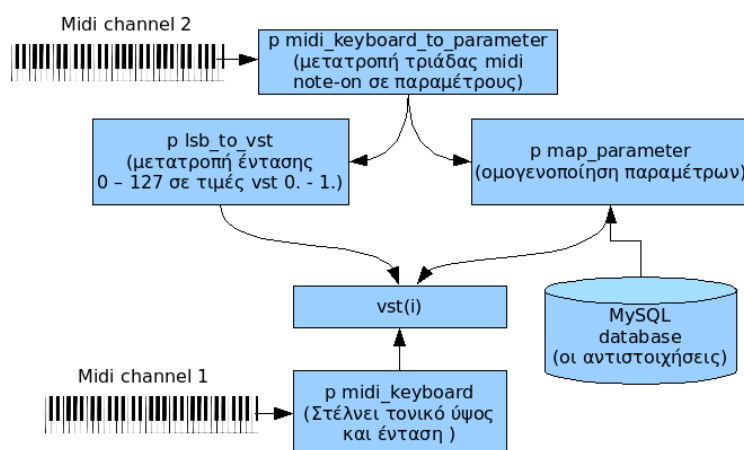 Midi channel 2
p midi_keyboard_to_parameter
(μετατροπή τριάδας midi
note-on σε παραμέτρους)
p lsb_to_vst
(μετατροπή έντασης
0 – 127 σε τιμές vst 0. - 1.)
p map_parameter
(ομογενοποίηση παραμέτρων)
vst(i)
MySQL
database
(οι αντιστοιχήσεις)
Midi channel 1
p midi_keyboard
(Στέλνει τονικό ύψος
και ένταση )